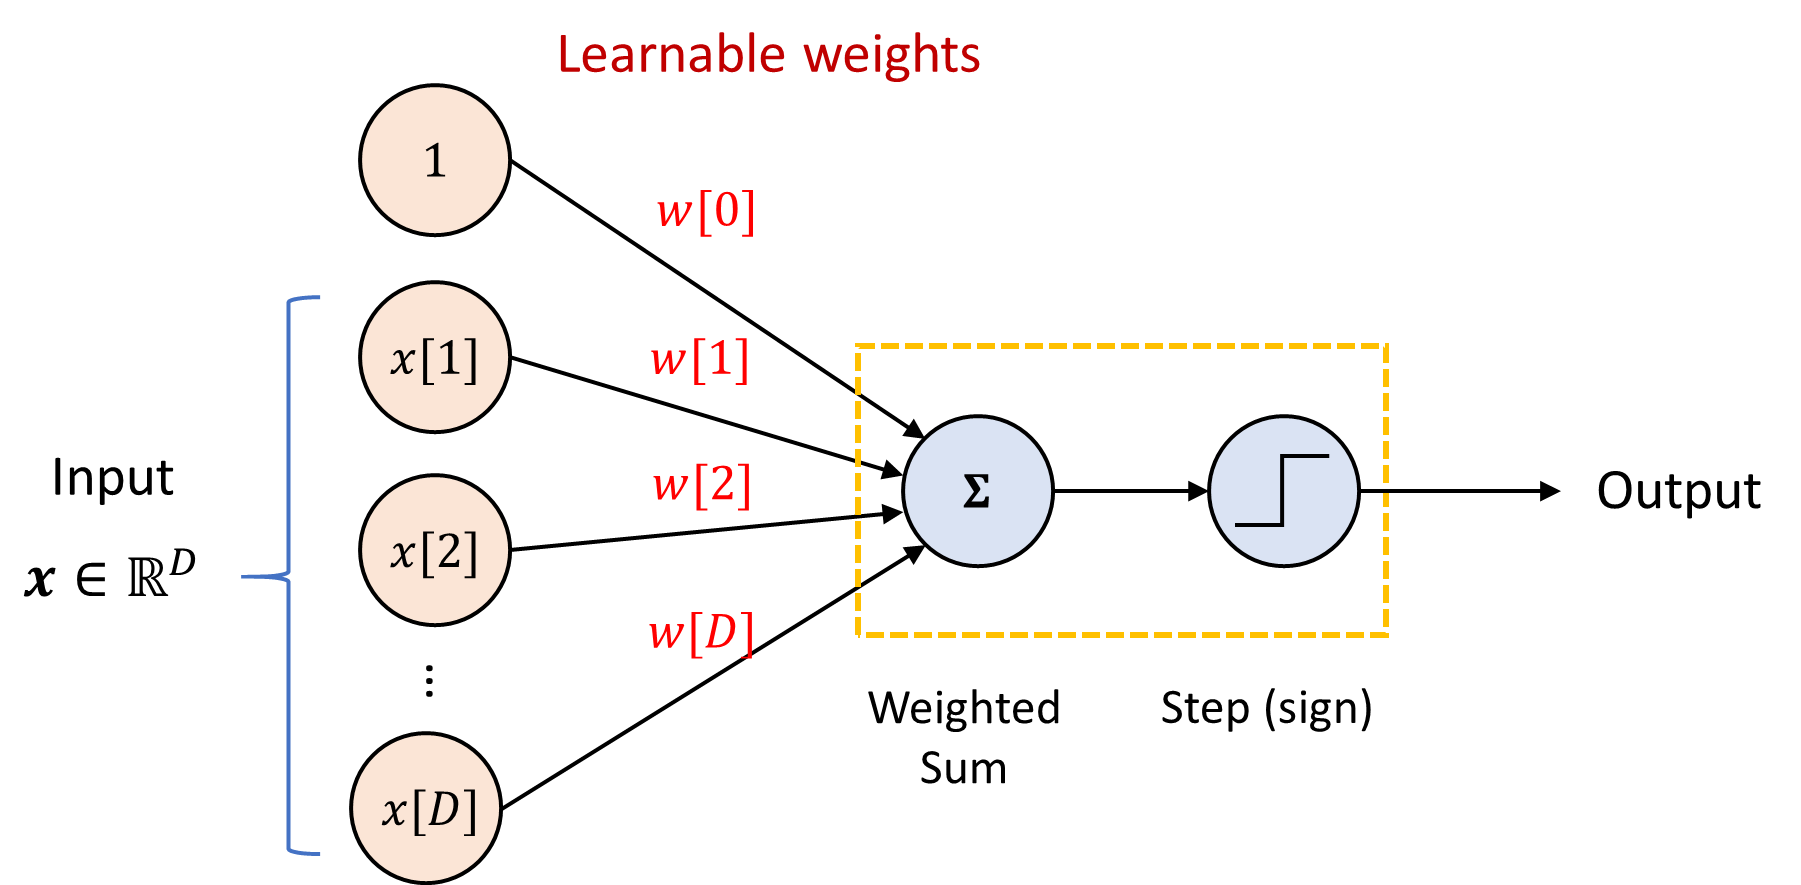 Learnable weights
1
w[0]
x[1]
w[1]
Input
x ∈ ℝ^D
x[2]
w[2]
Σ
Output
w[D]
⋮
x[D]
Weighted
Sum
Step (sign)